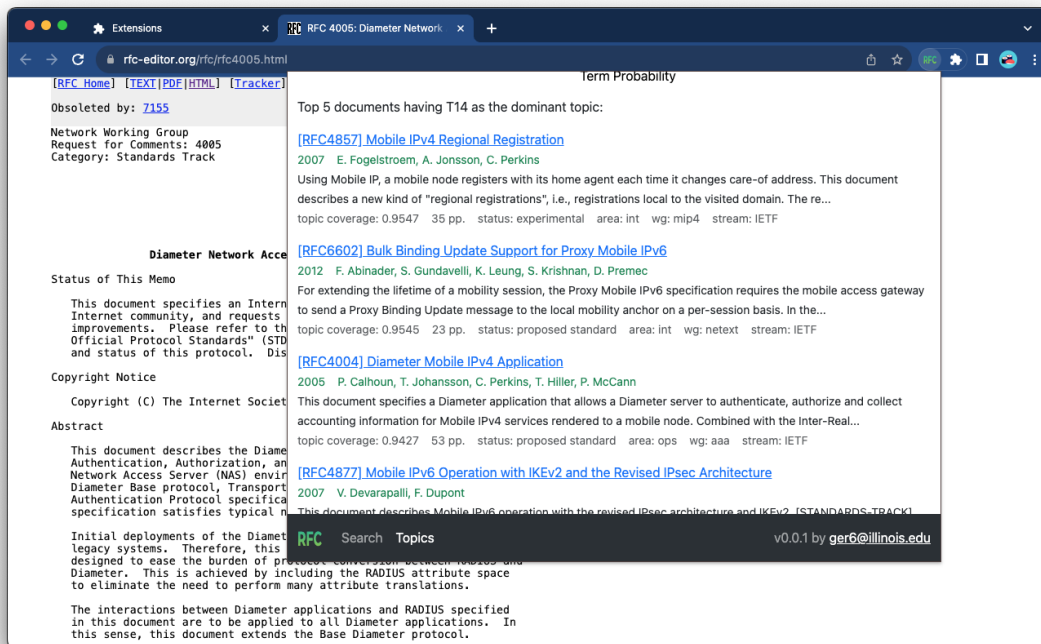 Extensions
RFC RFC 4005: Diameter Network
rfc-editor.org/rfc/rfc4005.html
RFC
[RFC Home] [TEXT|PDF|HTML] [Tracker]
Obsoleted by: 7155
Network Working Group
Request for Comments: 4005
Category: Standards Track
Diameter Network Acce
Status of This Memo
This document specifies an Intern
Internet community, and requests
improvements. Please refer to th
Official Protocol Standards" (STD
and status of this protocol. Dis
Copyright Notice
Copyright (C) The Internet Societ
Abstract
This document describes the Diame
Authentication, Authorization, an
Network Access Server (NAS) envir
Diameter Base protocol, Transport
Authentication Protocol specifica
specification satisfies typical n
Initial deployments of the Diamet
legacy systems. Therefore, this
designed to ease the burden of protocol conversion between RADIUS and
Diameter. This is achieved by including the RADIUS attribute space
to eliminate the need to perform many attribute translations.
The interactions between Diameter applications and RADIUS specified
in this document are to be applied to all Diameter applications. In
this sense, this document extends the Base Diameter protocol.
Term Probability
Top 5 documents having T14 as the dominant topic:
[RFC4857] Mobile IPv4 Regional Registration
2007 E. Fogelstroem, A. Jonsson, C. Perkins
Using Mobile IP, a mobile node registers with its home agent each time it changes care-of address. This document
describes a new kind of "regional registrations", i.e., registrations local to the visited domain. The re...
topic coverage: 0.9547 35 pp. status: experimental area: int wg: mip4 stream: IETF
[RFC6602] Bulk Binding Update Support for Proxy Mobile IPv6
2012 F. Abinader, S. Gundavelli, K. Leung, S. Krishnan, D. Premec
For extending the lifetime of a mobility session, the Proxy Mobile IPv6 specification requires the mobile access gateway
to send a Proxy Binding Update message to the local mobility anchor on a per-session basis. In the...
topic coverage: 0.9545 23 pp. status: proposed standard area: int wg: netext stream: IETF
[RFC4004] Diameter Mobile IPv4 Application
2005 P. Calhoun, T. Johansson, C. Perkins, T. Hiller, P. McCann
This document specifies a Diameter application that allows a Diameter server to authenticate, authorize and collect
accounting information for Mobile IPv4 services rendered to a mobile node. Combined with the Inter-Real...
topic coverage: 0.9427 53 pp. status: proposed standard area: ops wg: aaa stream: IETF
[RFC4877] Mobile IPv6 Operation with IKEv2 and the Revised IPsec Architecture
2007 V. Devarapalli, F. Dupont
This document describes Mobile IPv6 operation with the revised IPsec architecture and IKEv2. [STANDARDS-TRACK]
RFC Search Topics v0.0.1 by ger6@illinois.edu